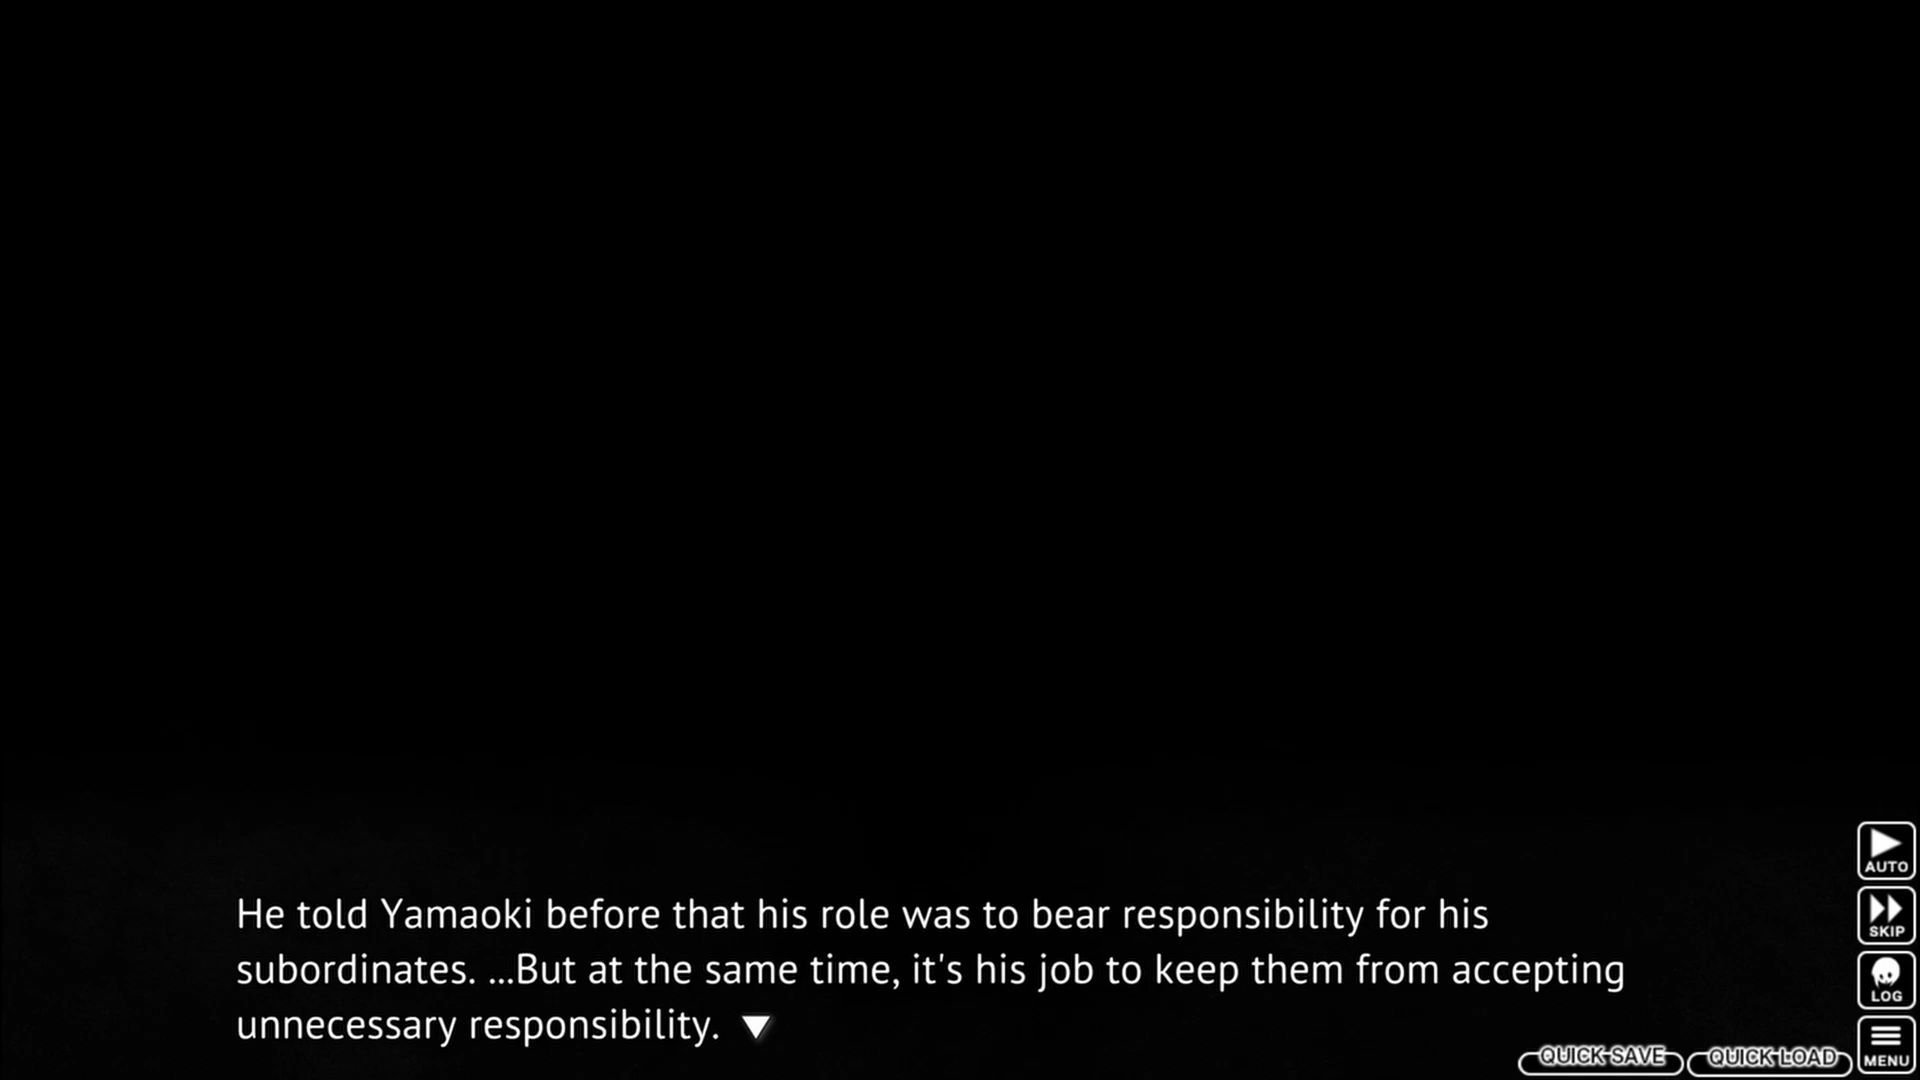 He told Yamaoki before that his role was to bear responsibility for his
subordinates. ...But at the same time, it's his job to keep them from accepting
unnecessary responsibility.
AUTO
SKIP
LOG
MENU
QUICK SAVE
QUICK LOAD